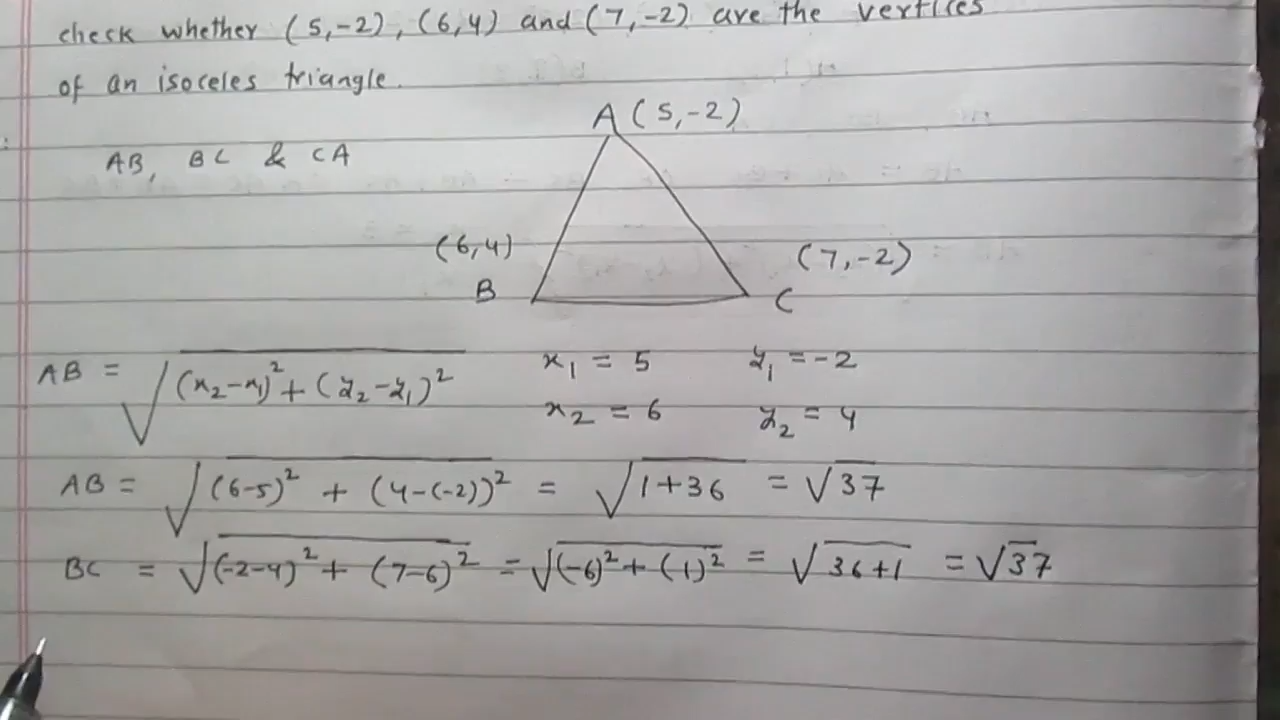 check whether (5,-2), (6,4) and (7,-2) are the vertices
of an isoceles triangle.
A (5,-2)
AB, BC & CA
(6,4)
(7,-2)
B
C
AB = √(x₂-x₁)² + (y₂-y₁)² x₁ = 5 y₁ = -2
x₂ = 6 y₂ = 4
AB = √(6-5)² + (4-(-2))² = √1+36 = √37
BC = √(-2-4)² + (7-6)² = √(-6)² + (1)² = √36+1 = √37